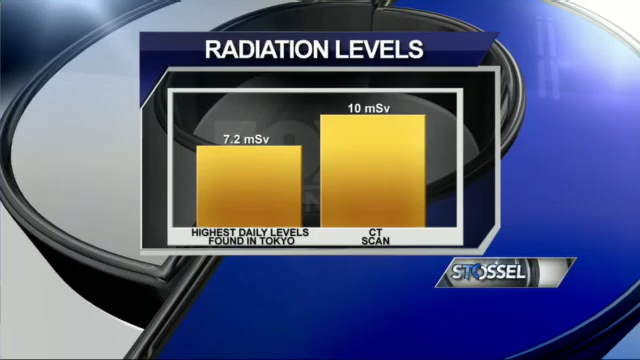 RADIATION LEVELS
10 mSv
7.2 mSv
HIGHEST DAILY LEVELS
FOUND IN TOKYO
CT
SCAN
STOSSEL